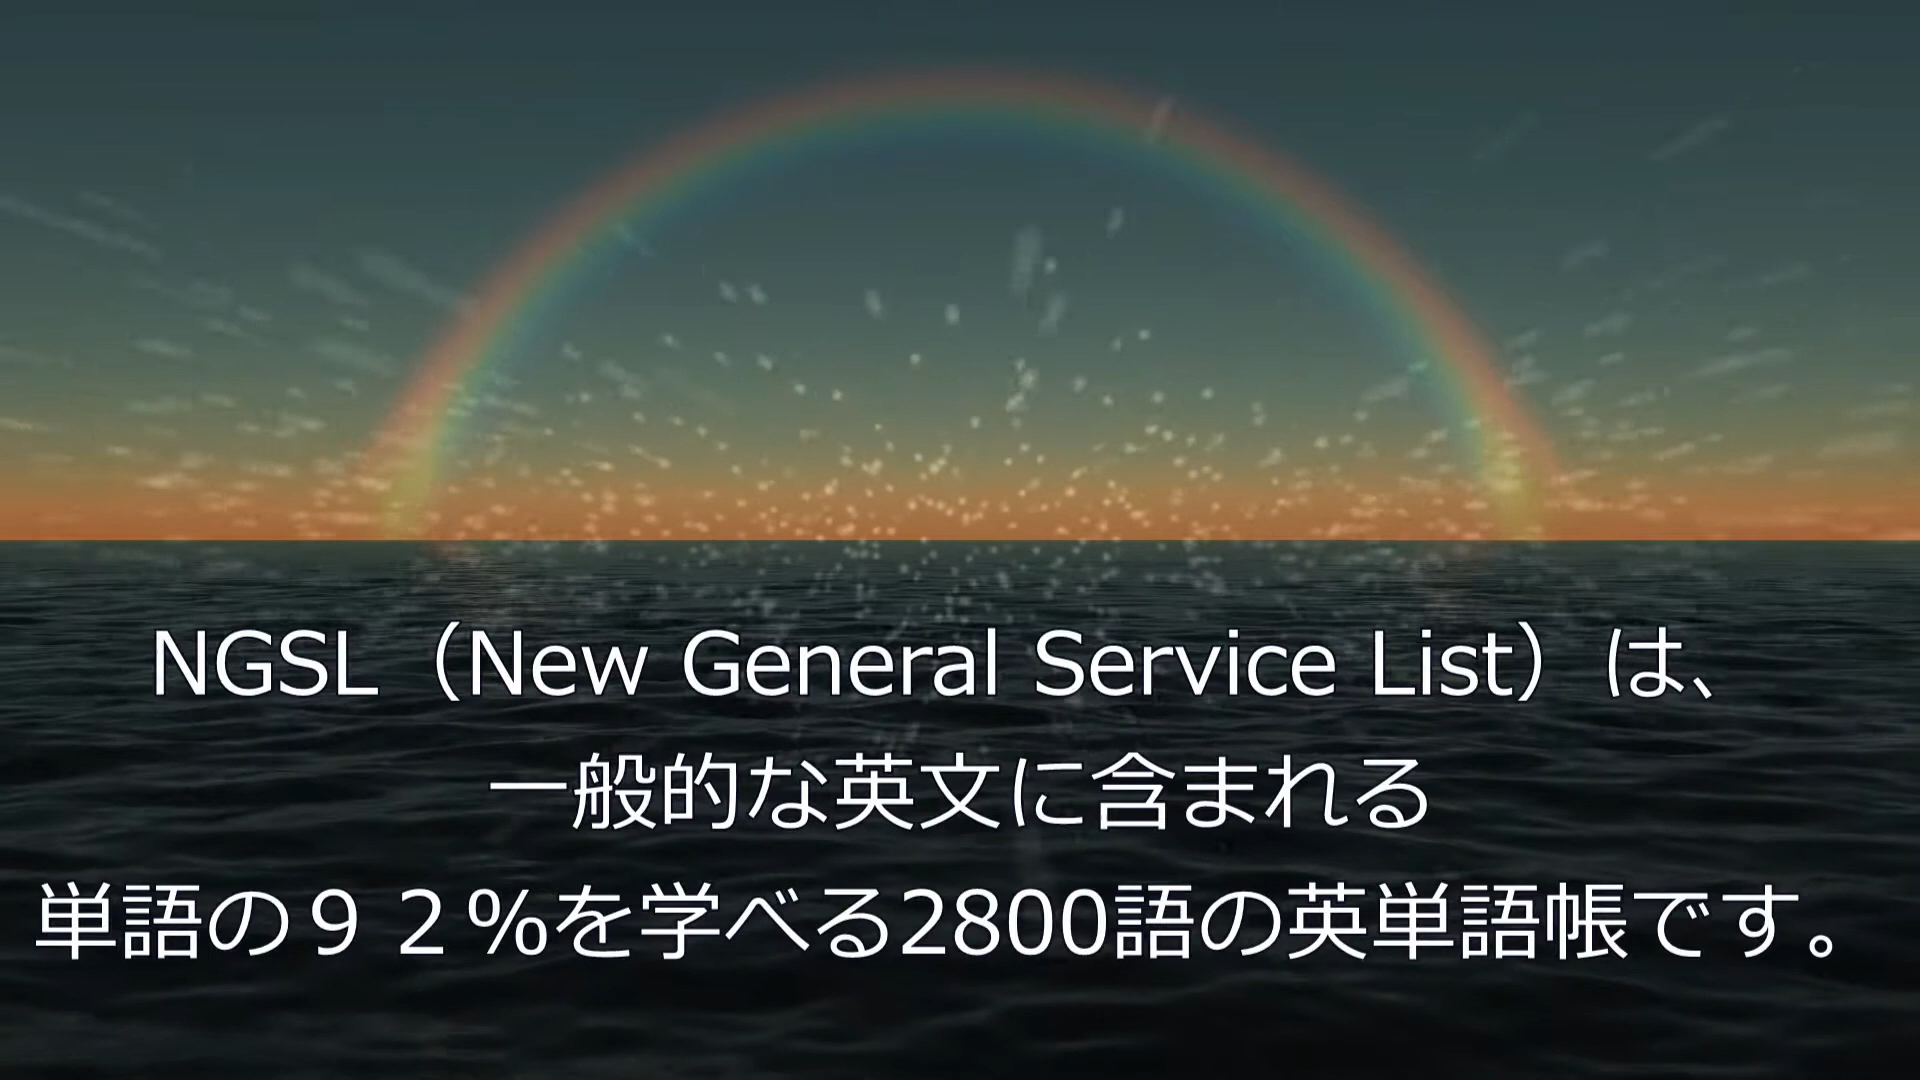 NGSL（New General Service List）は、
一般的な英文に含まれる
単語の９２％を学べる2800語の英単語帳です。